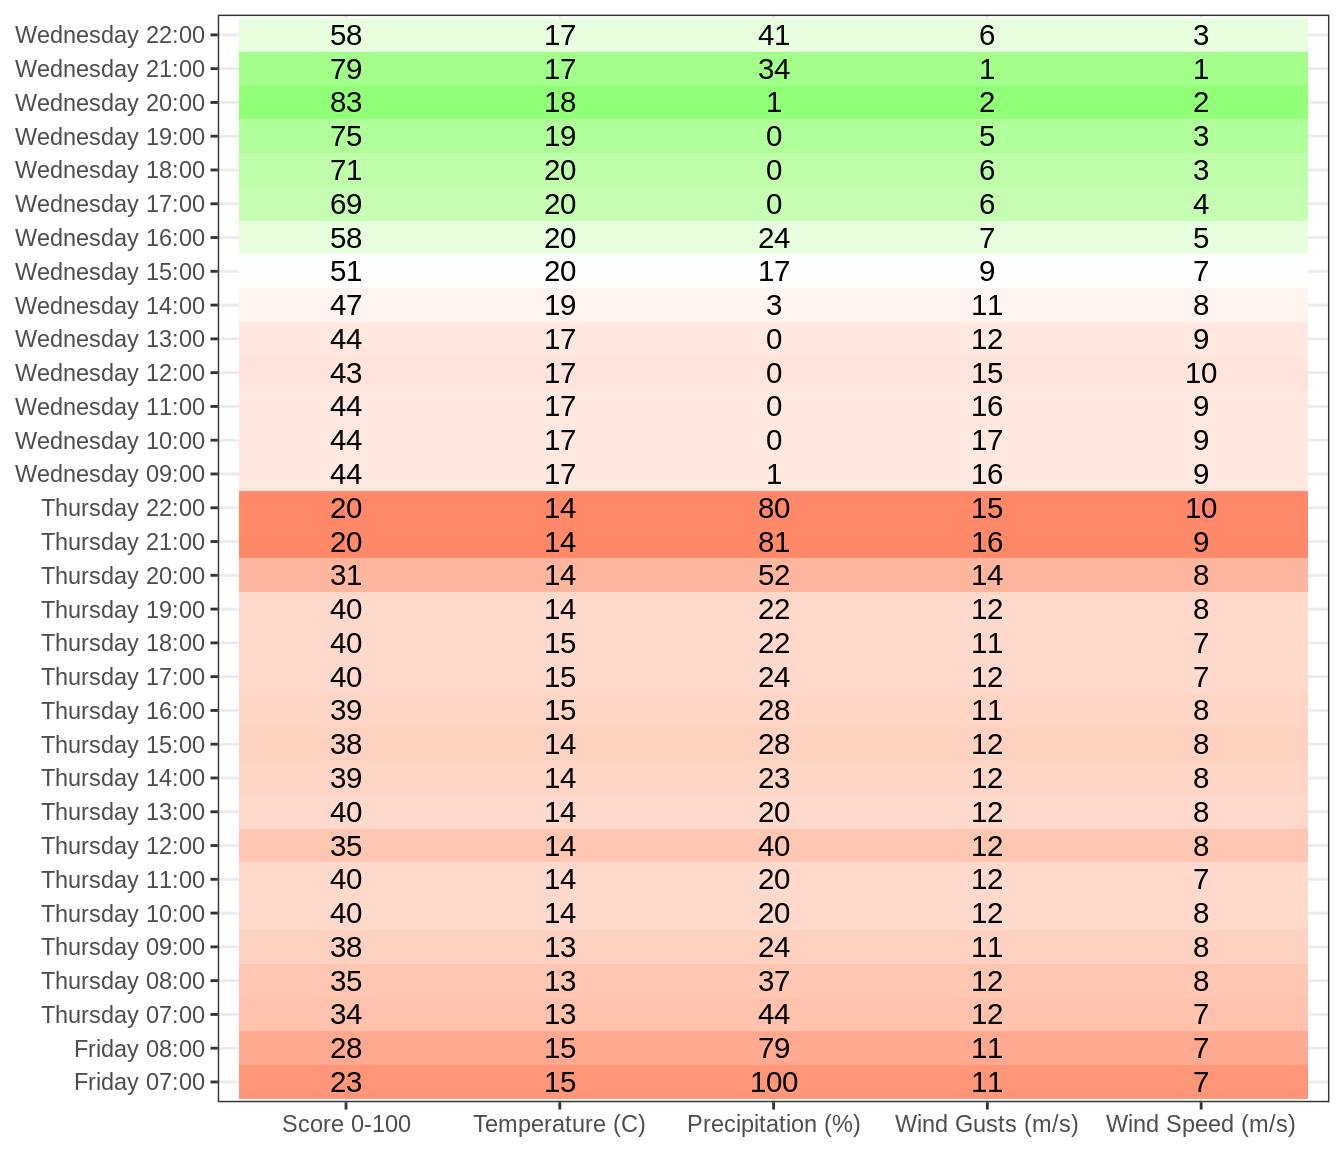 Wednesday 22:00 58 17 41 6 3
Wednesday 21:00 79 17 34 1 1
Wednesday 20:00 83 18 1 2 2
Wednesday 19:00 75 19 0 5 3
Wednesday 18:00 71 20 0 6 3
Wednesday 17:00 69 20 0 6 4
Wednesday 16:00 58 20 24 7 5
Wednesday 15:00 51 20 17 9 7
Wednesday 14:00 47 19 3 11 8
Wednesday 13:00 44 17 0 12 9
Wednesday 12:00 43 17 0 15 10
Wednesday 11:00 44 17 0 16 9
Wednesday 10:00 44 17 0 17 9
Wednesday 09:00 44 17 1 16 9
Thursday 22:00 20 14 80 15 10
Thursday 21:00 20 14 81 16 9
Thursday 20:00 31 14 52 14 8
Thursday 19:00 40 14 22 12 8
Thursday 18:00 40 15 22 11 7
Thursday 17:00 40 15 24 12 7
Thursday 16:00 39 15 28 11 8
Thursday 15:00 38 14 28 12 8
Thursday 14:00 39 14 23 12 8
Thursday 13:00 40 14 20 12 8
Thursday 12:00 35 14 40 12 8
Thursday 11:00 40 14 20 12 7
Thursday 10:00 40 14 20 12 8
Thursday 09:00 38 13 24 11 8
Thursday 08:00 35 13 37 12 8
Thursday 07:00 34 13 44 12 7
Friday 08:00 28 15 79 11 7
Friday 07:00 23 15 100 11 7
Score 0-100 Temperature (C) Precipitation (%) Wind Gusts (m/s) Wind Speed (m/s)